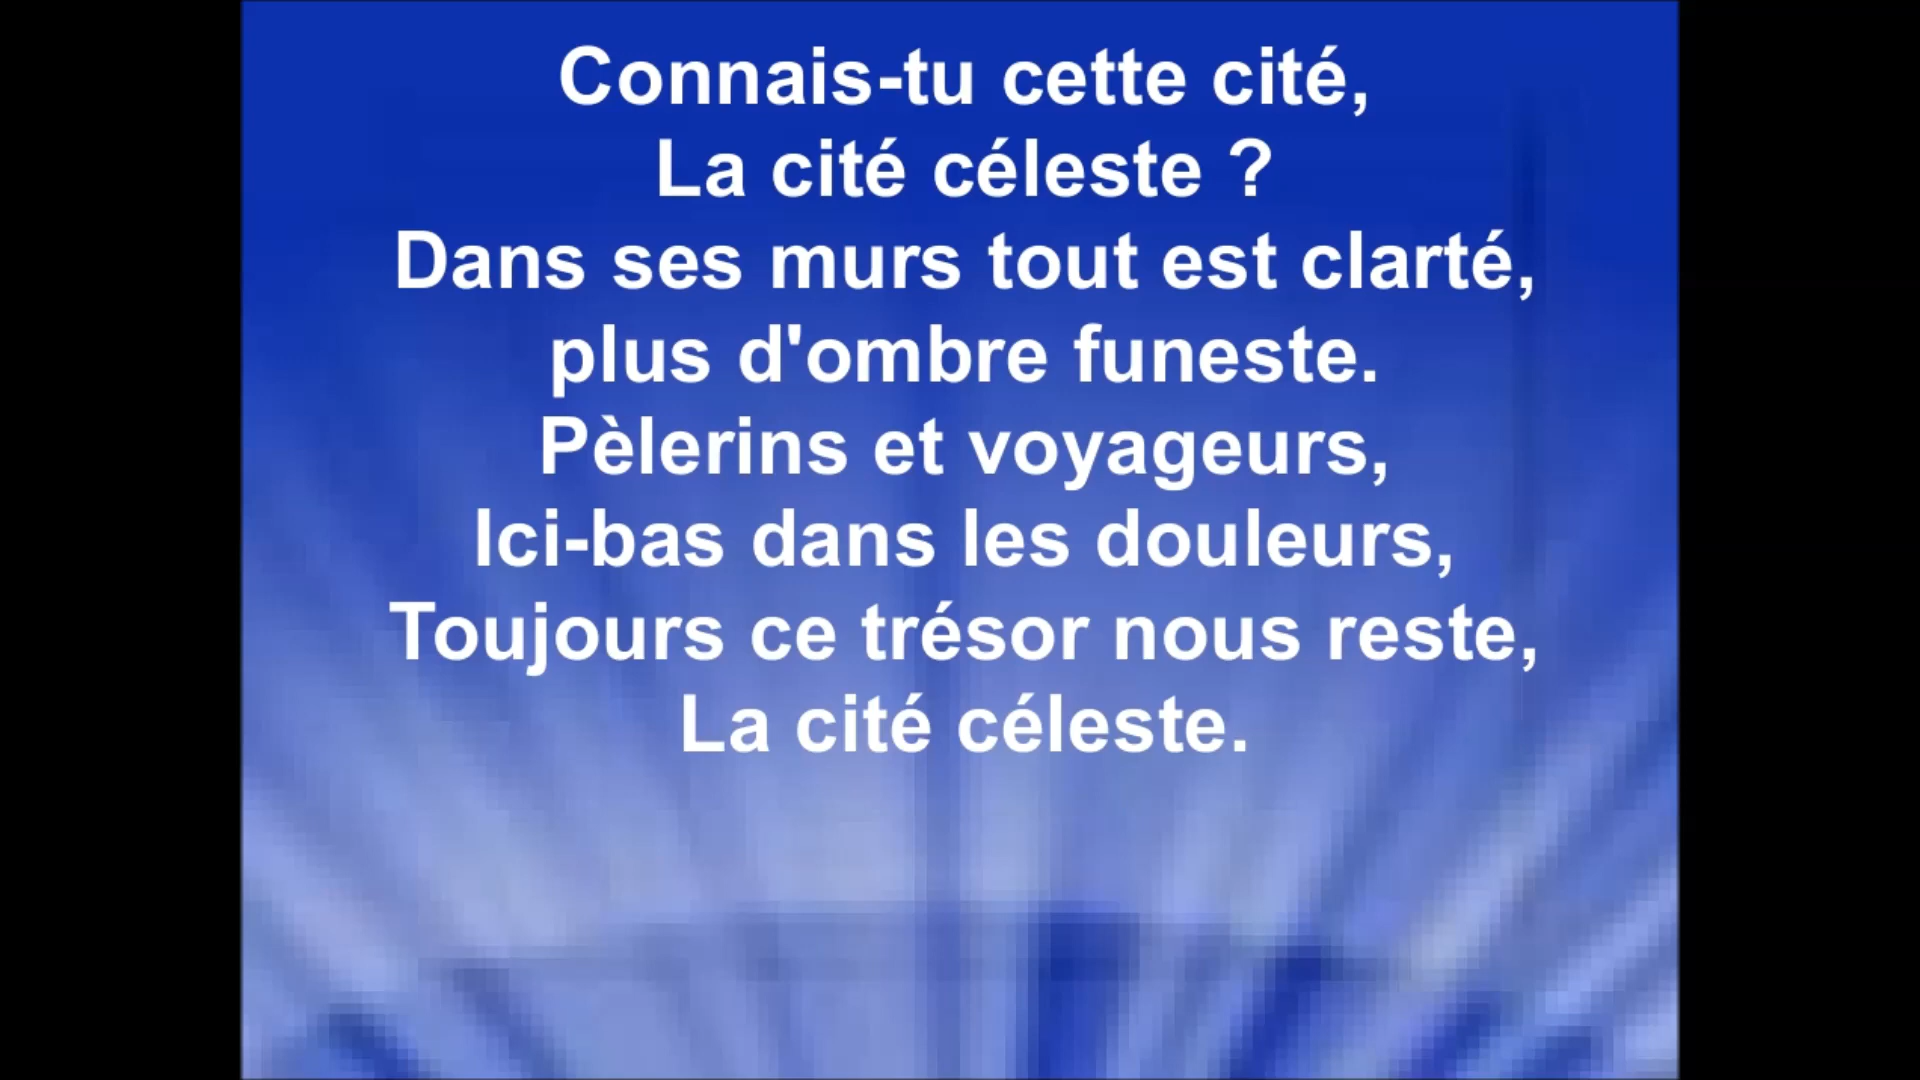 Connais-tu cette cité,
La cité céleste ?
Dans ses murs tout est clarté,
plus d'ombre funeste.
Pèlerins et voyageurs,
Ici-bas dans les douleurs,
Toujours ce trésor nous reste,
La cité céleste.